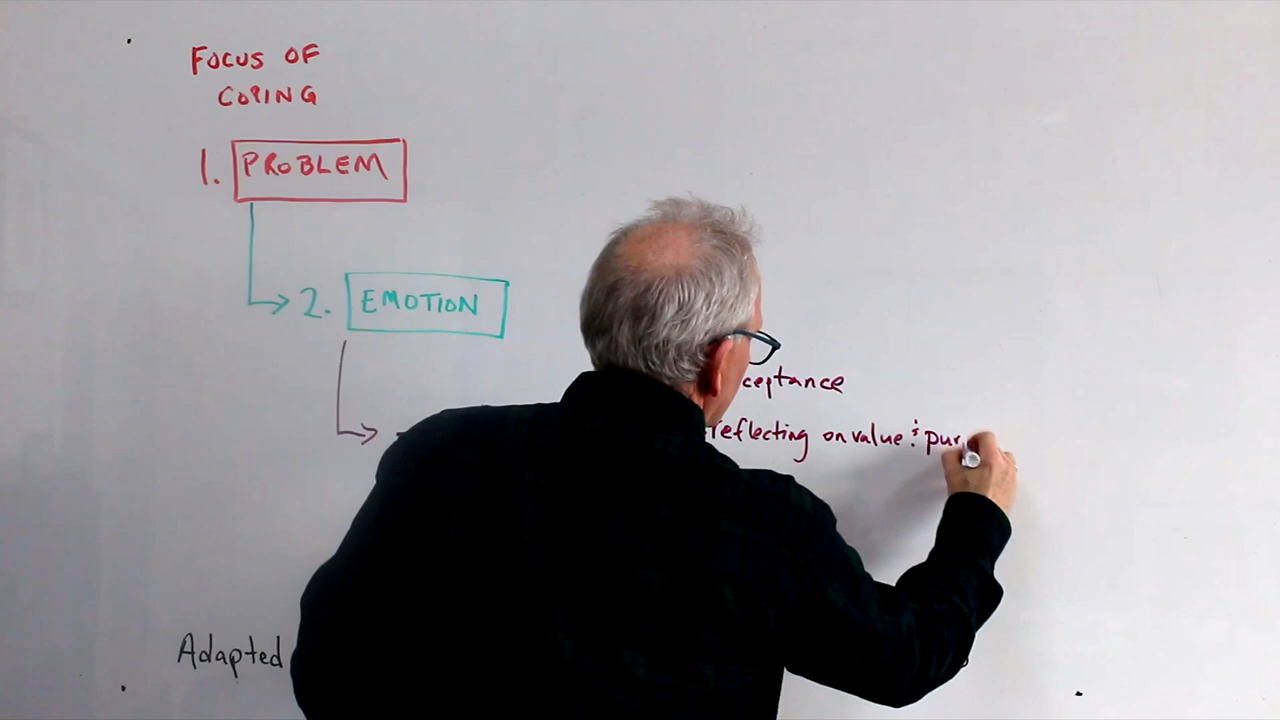 FOCUS OF
COPING
1. PROBLEM
2. EMOTION
ceptance
reflecting on value & pur
Adapted